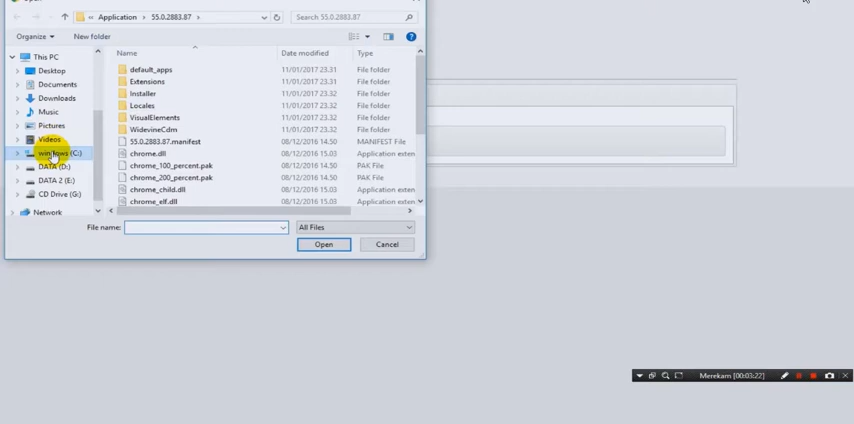 Open
« Application > 55.0.2883.87 >
Search 55.0.2883.87
Organize
New folder
Name
Date modified
Type
This PC
Desktop
Documents
Downloads
Music
Pictures
Videos
windows (C:)
DATA (D:)
DATA 2 (E:)
CD Drive (G:)
Network
default_apps 11/01/2017 23.31 File folder
Extensions 11/01/2017 23.31 File folder
Installer 11/01/2017 23.31 File folder
Locales 11/01/2017 23.32 File folder
VisualElements 11/01/2017 23.32 File folder
WidevineCdm 11/01/2017 23.32 File folder
55.0.2883.87.manifest 08/12/2016 14.50 MANIFEST File
chrome.dll 08/12/2016 15.03 Application exten
chrome_100_percent.pak 08/12/2016 14.50 PAK File
chrome_200_percent.pak 08/12/2016 14.50 PAK File
chrome_child.dll 08/12/2016 15.03 Application exten
chrome_elf.dll 08/12/2016 15.03 Application exten
File name:
All Files
Open
Cancel
Merekam [00:03:22]